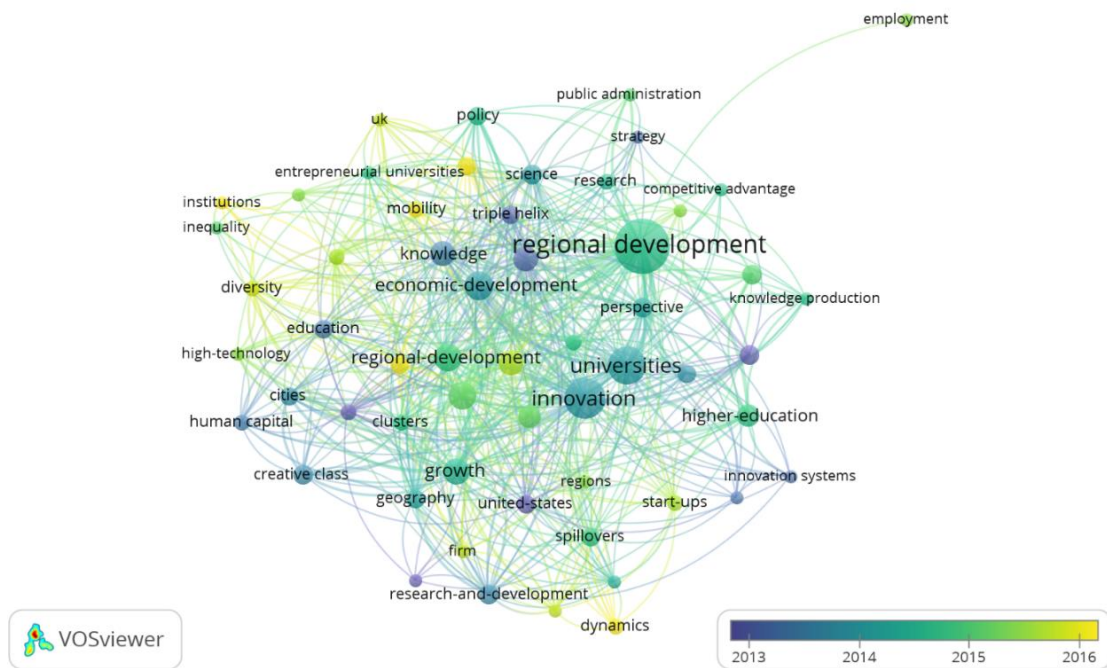 employment
public administration
uk
policy
strategy
entrepreneurial universities
science
research
competitive advantage
institutions
mobility
triple helix
inequality
regional development
knowledge
economic-development
diversity
perspective
knowledge production
education
high-technology
regional-development
universities
cities
innovation
human capital
clusters
higher-education
creative class
growth
geography
united-states
regions
innovation systems
start-ups
spillovers
firm
research-and-development
dynamics
VOSviewer
2013
2014
2015
2016